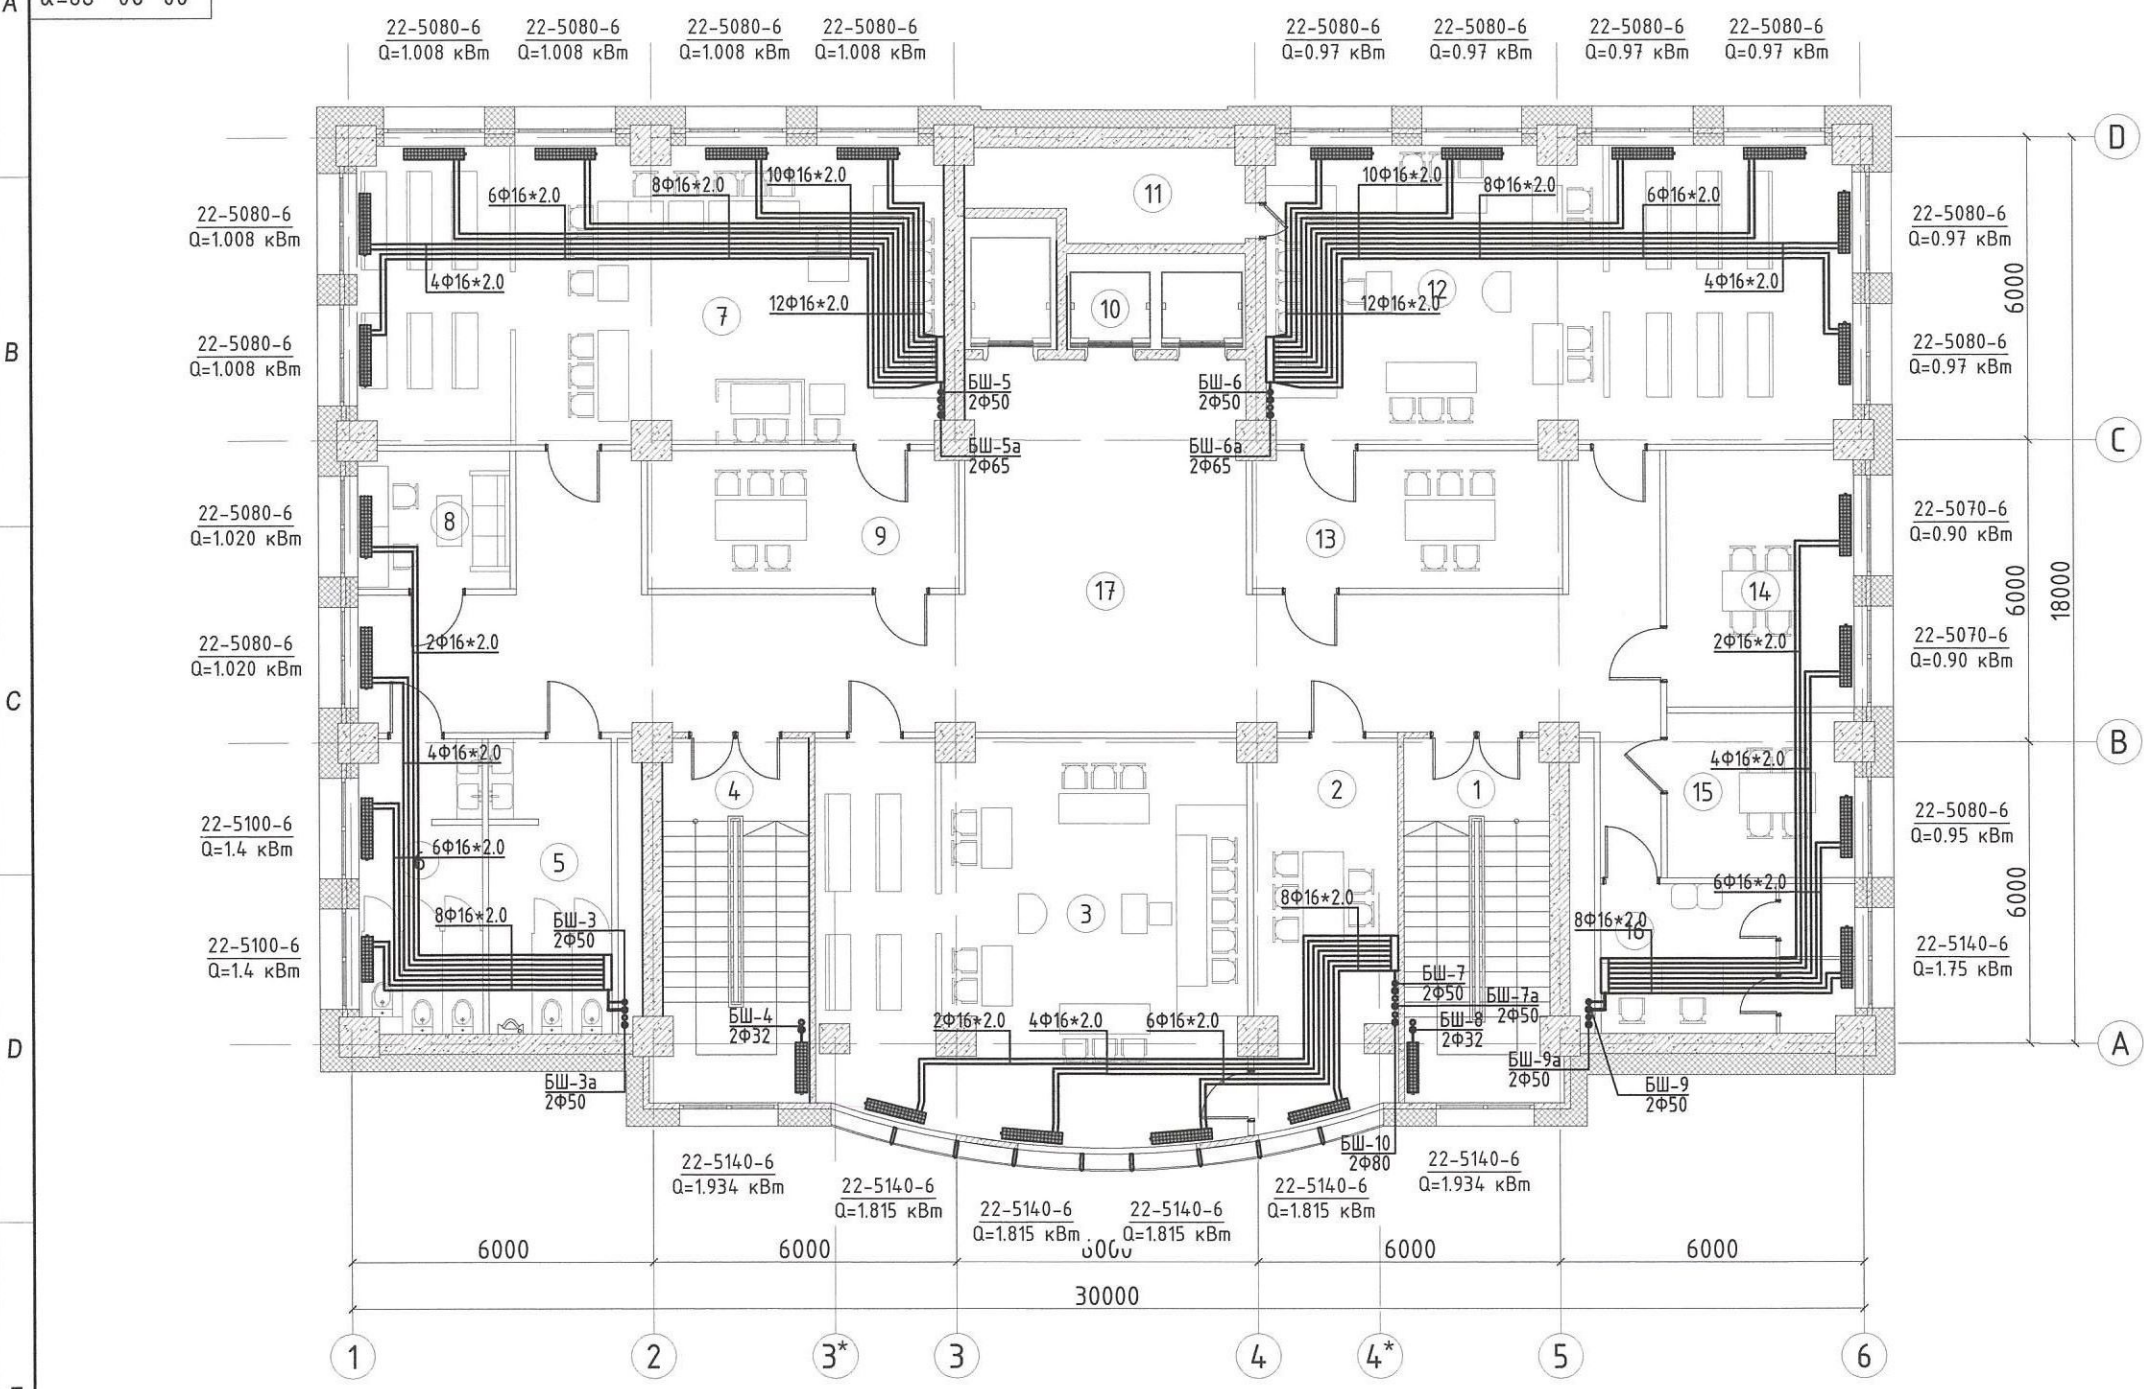 A
22-5080-6 22-5080-6 22-5080-6 22-5080-6 22-5080-6 22-5080-6 22-5080-6 22-5080-6
Q=1.008 кВт Q=1.008 кВт Q=1.008 кВт Q=1.008 кВт Q=0.97 кВт Q=0.97 кВт Q=0.97 кВт Q=0.97 кВт
D
10Ф16*2.0 10Ф16*2.0
6Ф16*2.0 8Ф16*2.0 11 8Ф16*2.0 6Ф16*2.0
22-5080-6 22-5080-6
Q=1.008 кВт Q=0.97 кВт
4Ф16*2.0 4Ф16*2.0
6000
12Ф16*2.0 12Ф16*2.0
7 10 12
B
22-5080-6 22-5080-6
Q=1.008 кВт Q=0.97 кВт
БШ-5 БШ-6
2Ф50 2Ф50
C
БШ-5а БШ-6а
2Ф65 2Ф65
22-5080-6 22-5070-6
Q=1.020 кВт Q=0.90 кВт
8 9 13
17 14
6000 18000
22-5080-6 22-5070-6
Q=1.020 кВт Q=0.90 кВт
2Ф16*2.0 2Ф16*2.0
C
B
4Ф16*2.0 4Ф16*2.0
4 2 1 15
22-5100-6 22-5080-6
Q=1.4 кВт Q=0.95 кВт
6Ф16*2.0
5
6Ф16*2.0
8Ф16*2.0
6000
8Ф16*2.0 БШ-3 3 8Ф16*2.0
2Ф50 16
22-5100-6 22-5140-6
Q=1.4 кВт Q=1.75 кВт
БШ-7
2Ф50
БШ-7а
2Ф50
БШ-4 2Ф16*2.0 4Ф16*2.0 6Ф16*2.0 БШ-8
2Ф32 2Ф32
D
A
БШ-3а БШ-9а БШ-9
2Ф50 2Ф50 2Ф50
БШ-10
2Ф80
22-5140-6 22-5140-6
Q=1.934 кВт Q=1.934 кВт
22-5140-6 22-5140-6
Q=1.815 кВт Q=1.815 кВт
22-5140-6 22-5140-6
Q=1.815 кВт Q=1.815 кВт
6000 6000 6000 6000 6000
30000
1 2 3* 3 4 4* 5 6